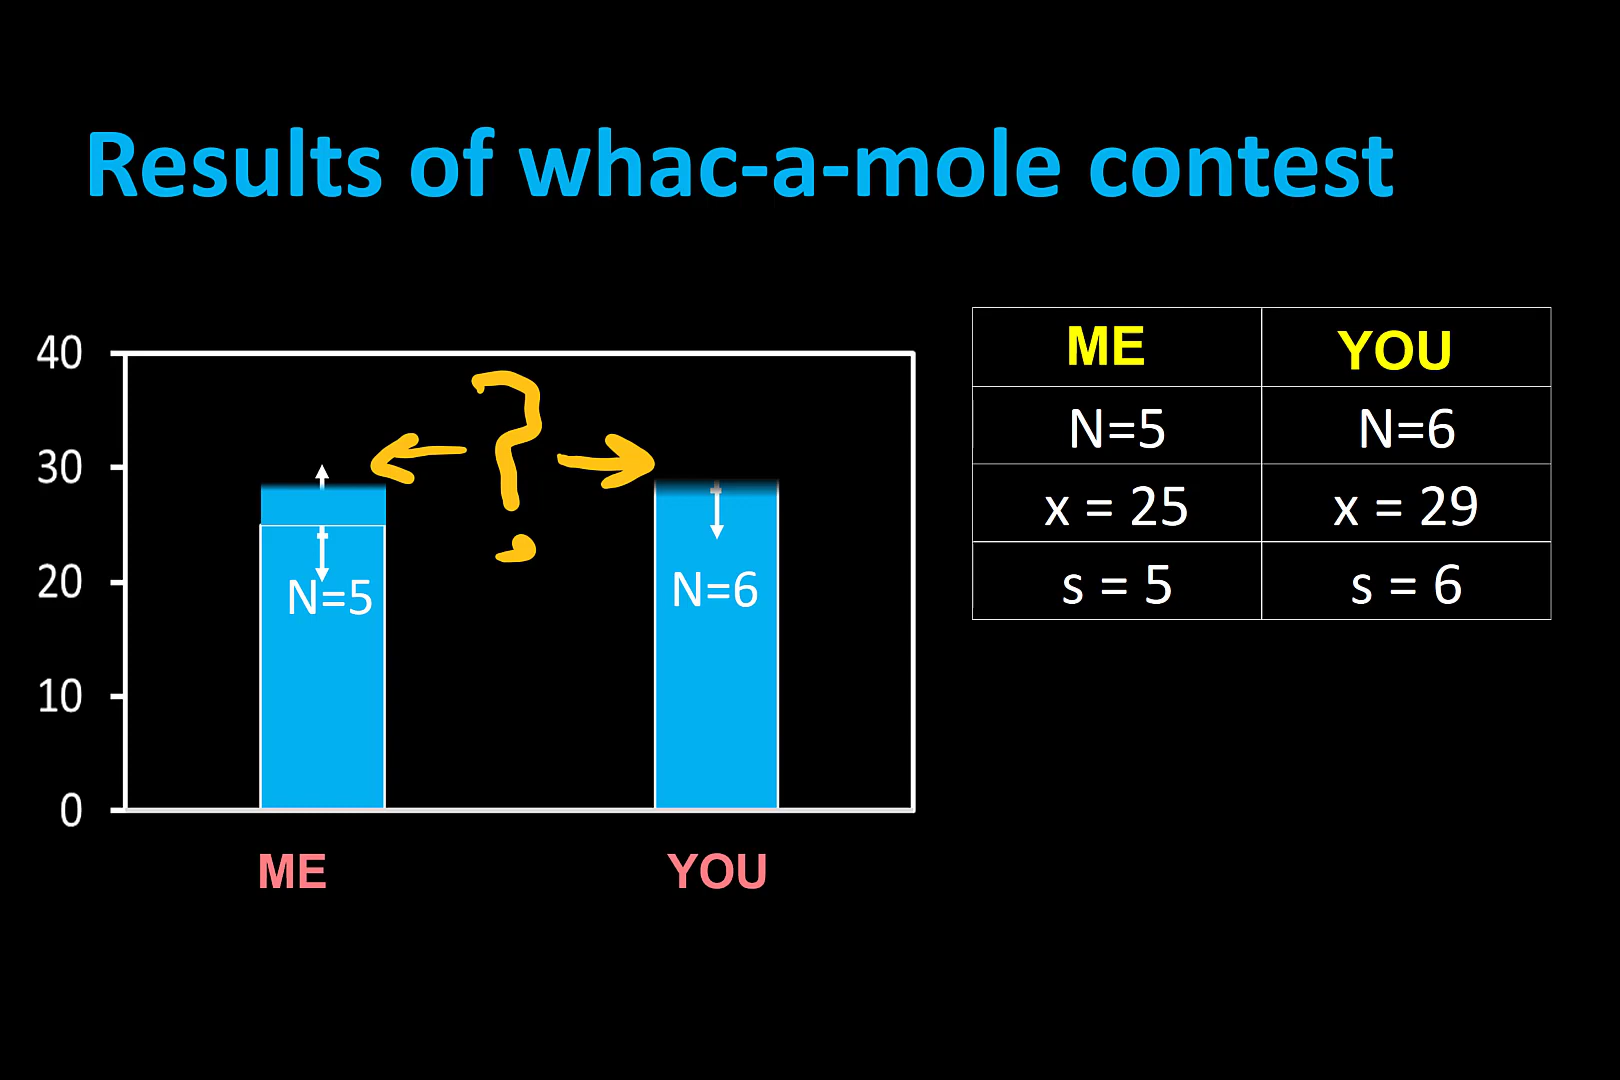 Results of whac-a-mole contest
40
30
20
10
0
?
N=5
N=6
ME
YOU
ME YOU
N=5 N=6
x = 25 x = 29
s = 5 s = 6